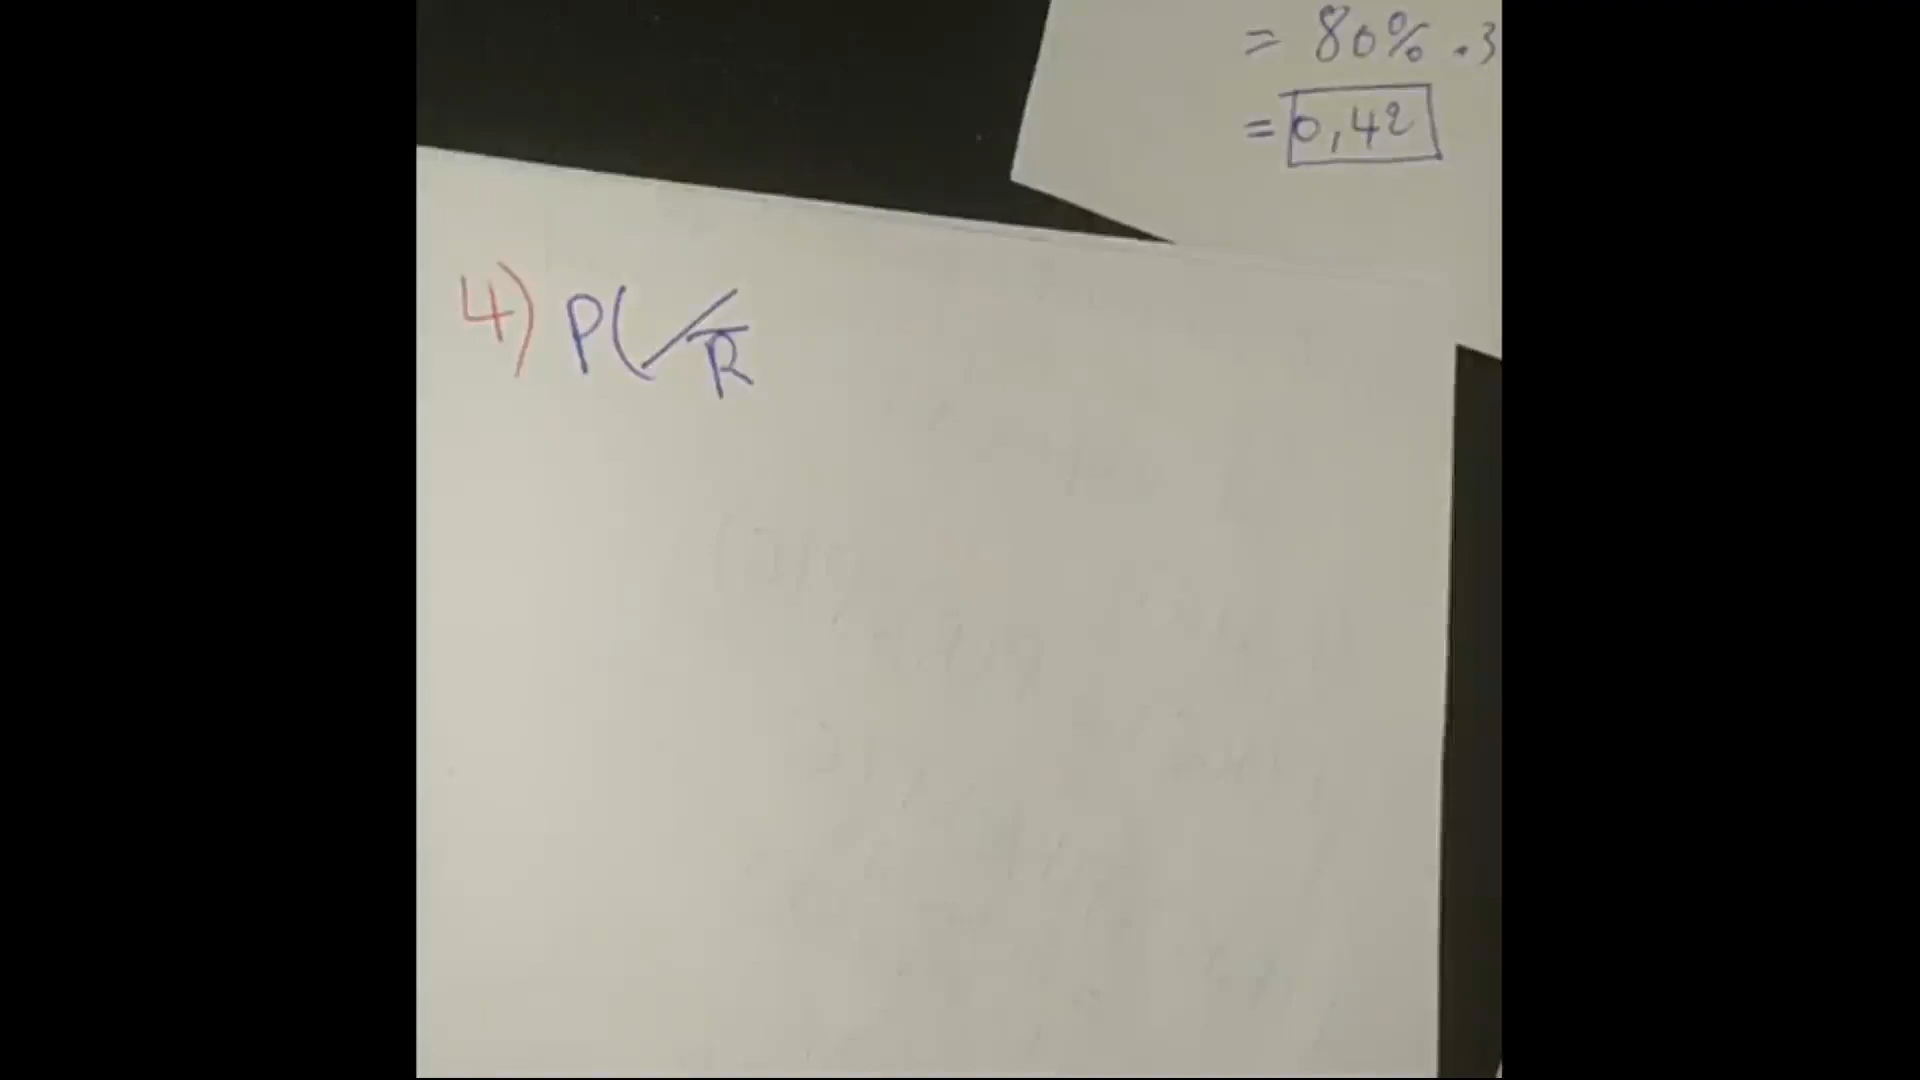 = 80% . 3
= 0,42
4) P( / R̅